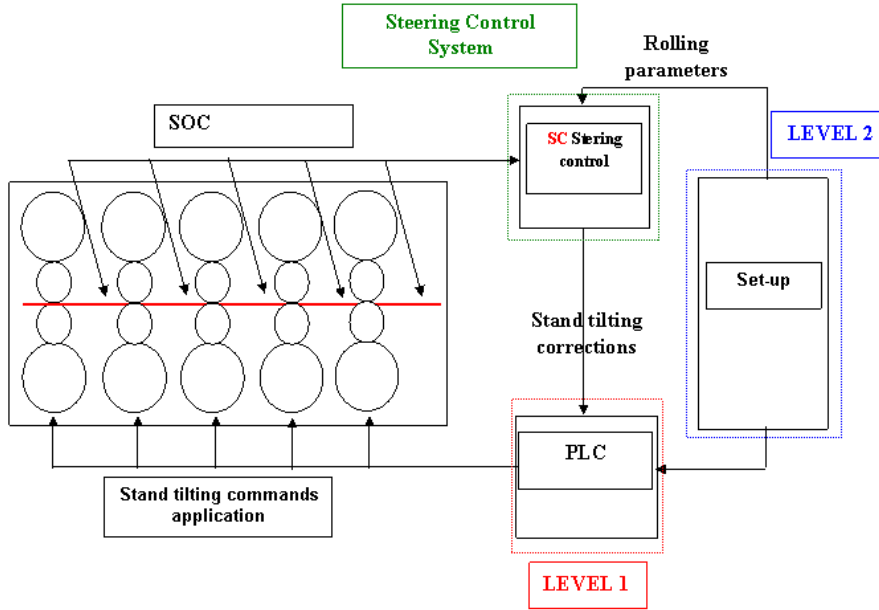 Steering Control
System
Rolling
parameters
SOC
LEVEL 2
SC Stering
control
Set-up
Stand tilting
corrections
PLC
Stand tilting commands
application
LEVEL 1